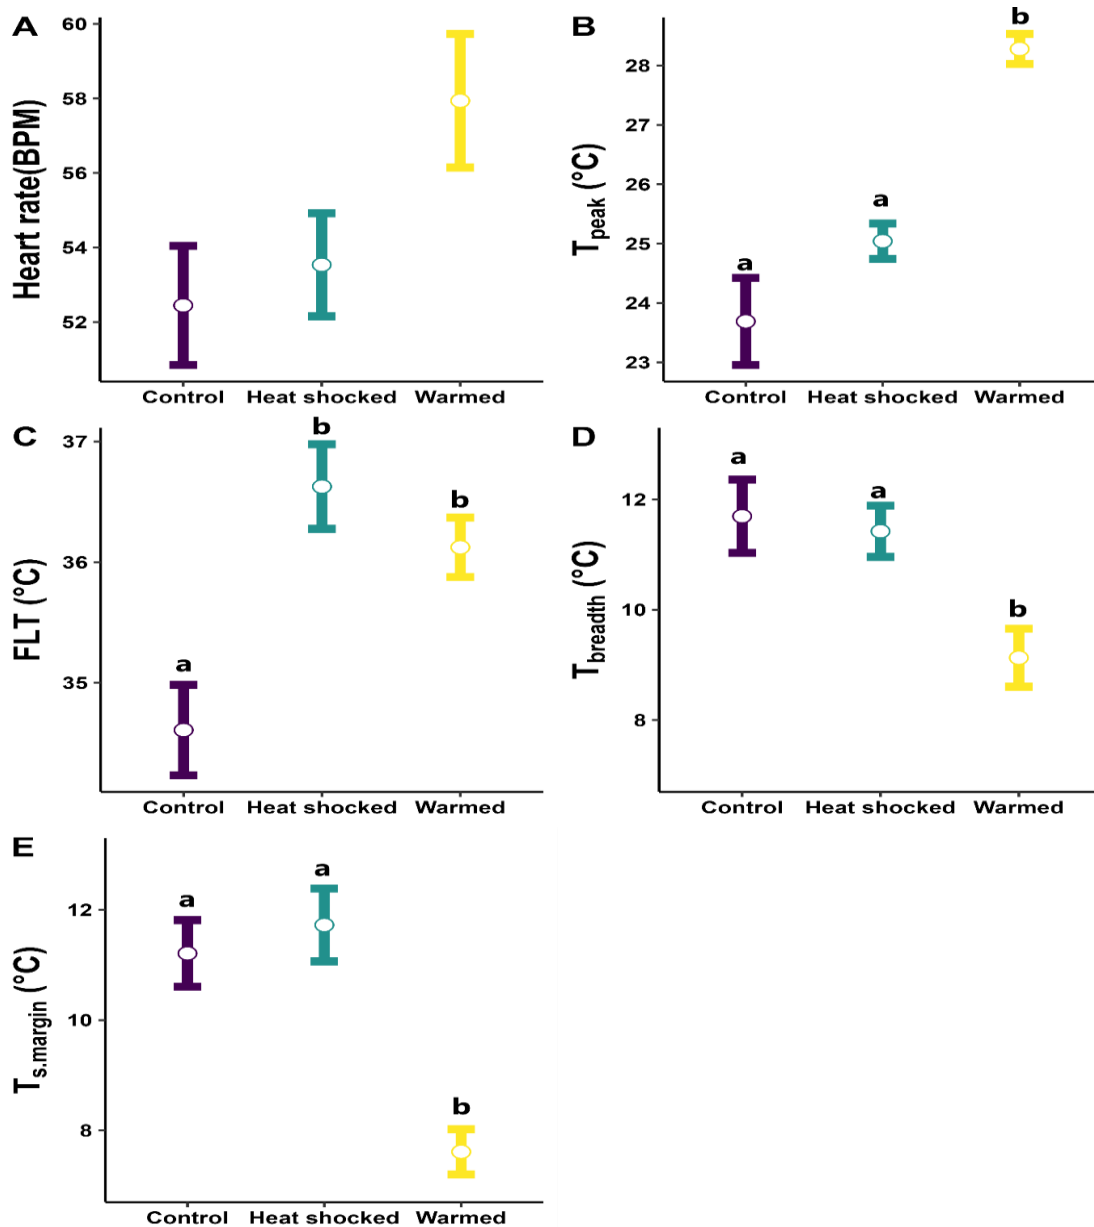 A
Heart rate(BPM)
60
58
56
54
52
Control Heat shocked Warmed
B
Tpeak (°C)
28
27
26
25
24
23
a
a
b
Control Heat shocked Warmed
C
FLT (°C)
37
36
35
a
b
b
Control Heat shocked Warmed
D
Tbreadth (°C)
12
10
8
a
a
b
Control Heat shocked Warmed
E
Ts.margin (°C)
12
10
8
a
a
b
Control Heat shocked Warmed